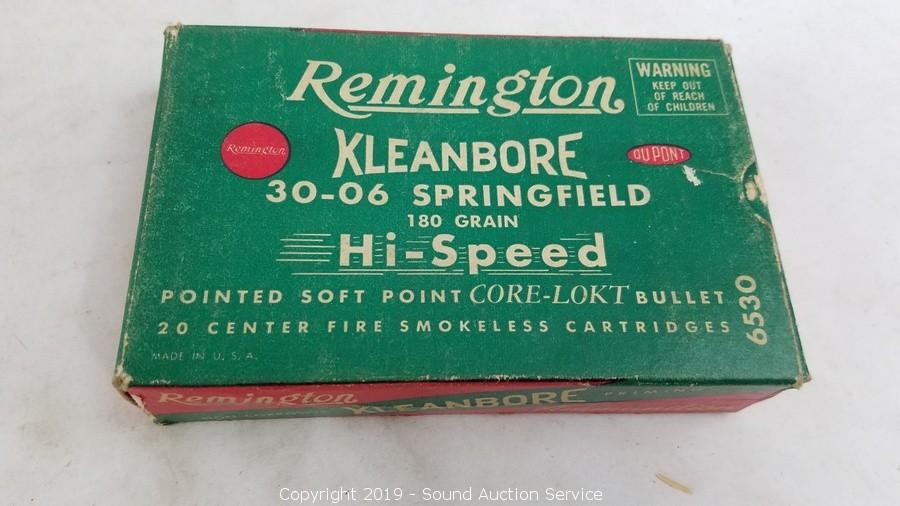 Remington
WARNING
KEEP OUT
OF REACH
OF CHILDREN
Remington
KLEANBORE
DU PONT
30-06 SPRINGFIELD
180 GRAIN
Hi-Speed
POINTED SOFT POINT CORE-LOKT BULLET
20 CENTER FIRE SMOKELESS CARTRIDGES
6530
MADE IN U. S. A.
Remington
KLEANBORE
Copyright 2019 - Sound Auction Service